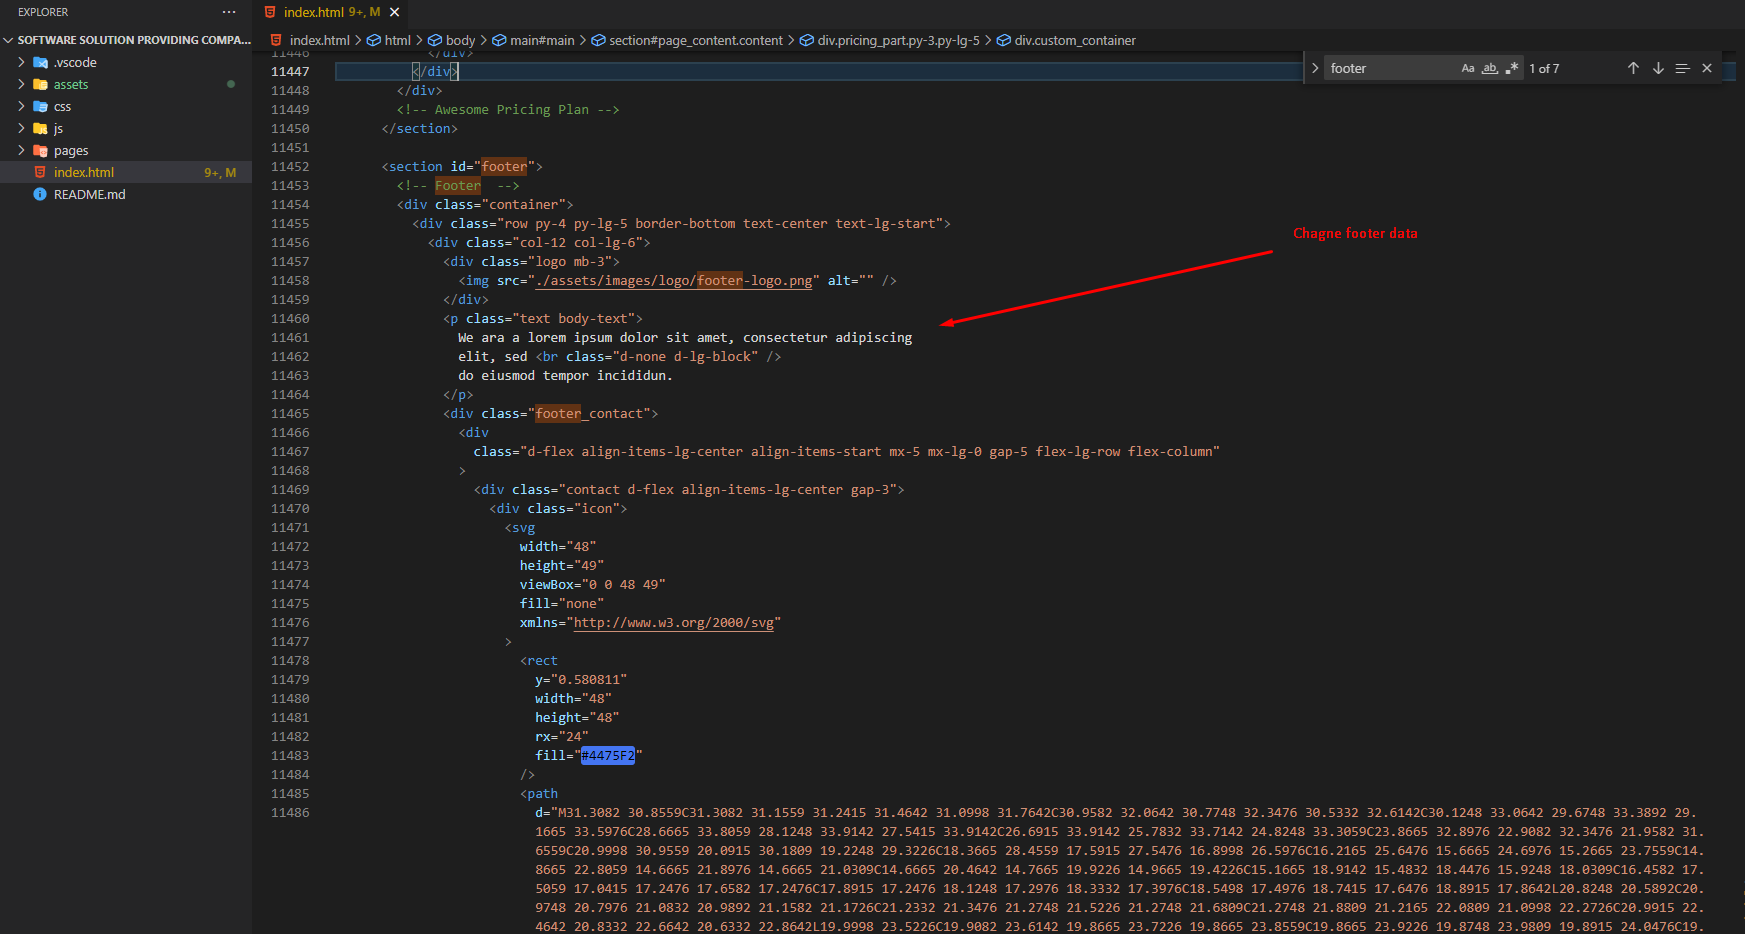 EXPLORER
···
index.html 9+, M
SOFTWARE SOLUTION PROVIDING COMPA...
.vscode
assets
css
js
pages
index.html 9+, M
README.md
index.html > html > body > main#main > section#page_content.content > div.pricing_part.py-3.py-lg-5 > div.custom_container
footer
Aa ab 1 of 7
11446 </div>
11447 </div>
11448 </div>
11449 <!-- Awesome Pricing Plan -->
11450 </section>
11451
11452 <section id="footer">
11453 <!-- Footer -->
11454 <div class="container">
11455 <div class="row py-4 py-lg-5 border-bottom text-center text-lg-start">
11456 <div class="col-12 col-lg-6">
11457 <div class="logo mb-3">
11458 <img src="./assets/images/logo/footer-logo.png" alt="" />
11459 </div>
11460 <p class="text body-text">
11461 We ara a lorem ipsum dolor sit amet, consectetur adipiscing
11462 elit, sed <br class="d-none d-lg-block" />
11463 do eiusmod tempor incididun.
11464 </p>
11465 <div class="footer_contact">
11466 <div
11467 class="d-flex align-items-lg-center align-items-start mx-5 mx-lg-0 gap-5 flex-lg-row flex-column"
11468 >
11469 <div class="contact d-flex align-items-lg-center gap-3">
11470 <div class="icon">
11471 <svg
11472 width="48"
11473 height="49"
11474 viewBox="0 0 48 49"
11475 fill="none"
11476 xmlns="http://www.w3.org/2000/svg"
11477 >
11478 <rect
11479 y="0.580811"
11480 width="48"
11481 height="48"
11482 rx="24"
11483 fill="#4475F2"
11484 />
11485 <path
11486 d="M31.3082 30.8559C31.3082 31.1559 31.2415 31.4642 31.0998 31.7642C30.9582 32.0642 30.7748 32.3476 30.5332 32.6142C30.1248 33.0642 29.6748 33.3892 29.
1665 33.5976C28.6665 33.8059 28.1248 33.9142 27.5415 33.9142C26.6915 33.9142 25.7832 33.7142 24.8248 33.3059C23.8665 32.8976 22.9082 32.3476 21.9582 31.
6559C20.9998 30.9559 20.0915 30.1809 19.2248 29.3226C18.3665 28.4559 17.5915 27.5476 16.8998 26.5976C16.2165 25.6476 15.6665 24.6976 15.2665 23.7559C14.
8665 22.8059 14.6665 21.8976 14.6665 21.0309C14.6665 20.4642 14.7665 19.9226 14.9665 19.4226C15.1665 18.9142 15.4832 18.4476 15.9248 18.0309C16.4582 17.
5059 17.0415 17.2476 17.6582 17.2476C17.8915 17.2476 18.1248 17.2976 18.3332 17.3976C18.5498 17.4976 18.7415 17.6476 18.8915 17.8642L20.8248 20.5892C20.
9748 20.7976 21.0832 20.9892 21.1582 21.1726C21.2332 21.3476 21.2748 21.5226 21.2748 21.6809C21.2748 21.8809 21.2165 22.0809 21.0998 22.2726C20.9915 22.
4642 20.8332 22.6642 20.6332 22.8642L19.9998 23.5226C19.9082 23.6142 19.8665 23.7226 19.8665 23.8559C19.8665 23.9226 19.8748 23.9809 19.8915 24.0476C19.
Chagne footer data